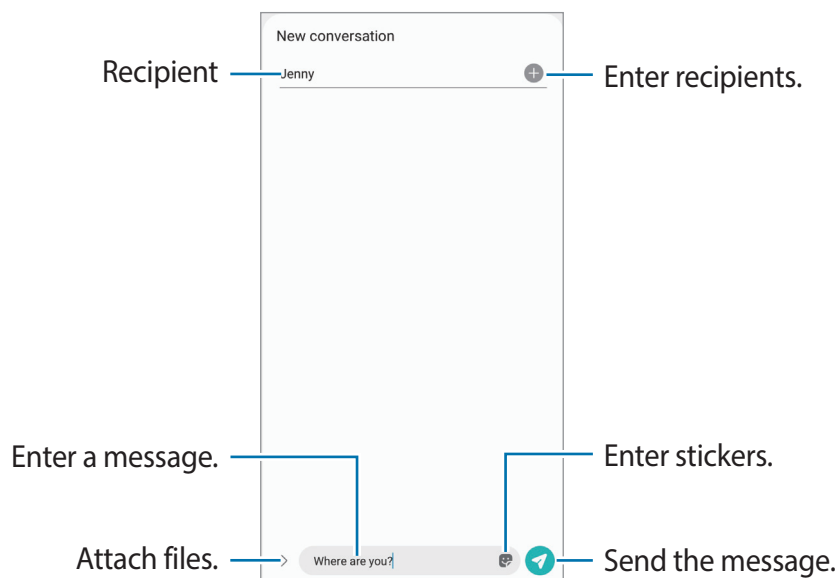 New conversation
Recipient
Jenny
Enter recipients.
Enter a message.
Enter stickers.
Attach files.
Where are you?
Send the message.